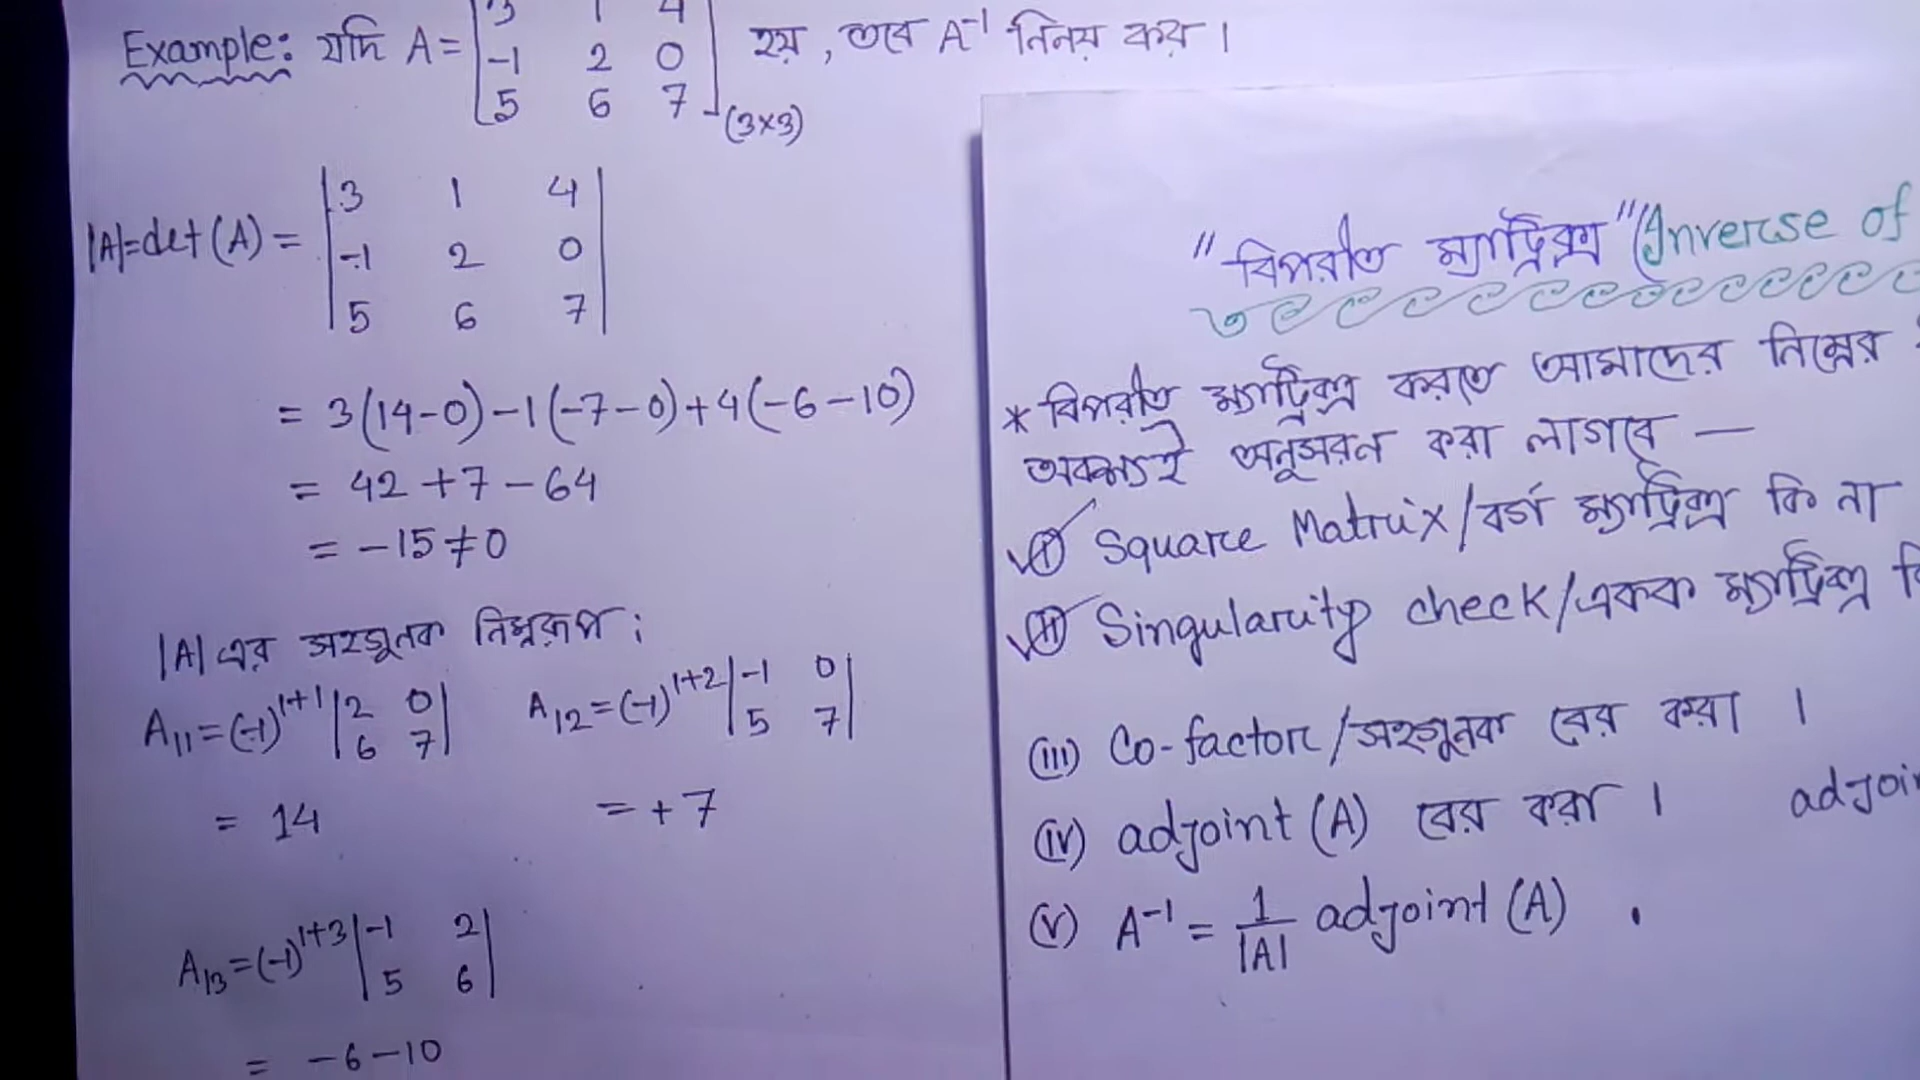 Example: যদি A = [3 1 4
-1 2 0
5 6 7](3×3) হয়, তবে A⁻¹ নিনয় কর।
|A|=det(A) = |3 1 4|
|-1 2 0|
|5 6 7|
= 3(14-0)-1(-7-0)+4(-6-10)
= 42+7-64
= -15≠0
|A| এর সহগুনক নিম্নরূপ:
A₁₁=(-1)¹⁺¹|2 0| A₁₂=(-1)¹⁺²|-1 0|
|6 7| |5 7|
= 14 = +7
A₁₃=(-1)¹⁺³|-1 2|
|5 6|
= -6-10
"বিপরীত ম্যাট্রিক্স" (Inverse of
* বিপরীত ম্যাট্রিক্স করতে আমাদের নিম্নের
অবশ্যই অনুসরন করা লাগবে —
(i) Square Matrix/বর্গ ম্যাট্রিক্স কি না
(ii) Singularity check/একক ম্যাট্রিক্স
(iii) Co-factor/সহগুনক বের করা।
(iv) adjoint (A) বের করা। adjoi
(v) A⁻¹ = 1/|A| adjoint (A) .